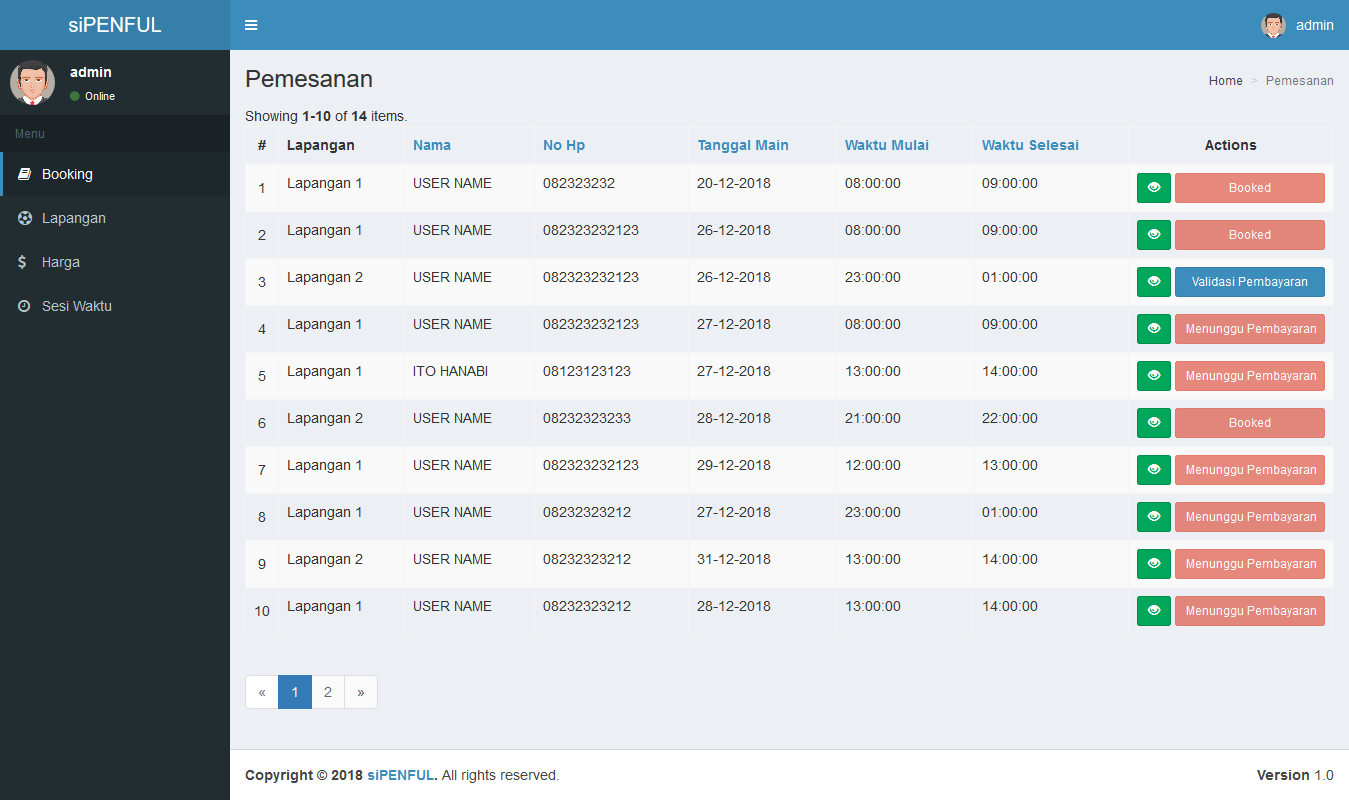 siPENFUL
admin
admin
Online
Menu
Booking
Lapangan
Harga
Sesi Waktu
Pemesanan
Home > Pemesanan
Showing 1-10 of 14 items.
# Lapangan Nama No Hp Tanggal Main Waktu Mulai Waktu Selesai Actions
1 Lapangan 1 USER NAME 082323232 20-12-2018 08:00:00 09:00:00 Booked
2 Lapangan 1 USER NAME 082323232123 26-12-2018 08:00:00 09:00:00 Booked
3 Lapangan 2 USER NAME 082323232123 26-12-2018 23:00:00 01:00:00 Validasi Pembayaran
4 Lapangan 1 USER NAME 082323232123 27-12-2018 08:00:00 09:00:00 Menunggu Pembayaran
5 Lapangan 1 ITO HANABI 08123123123 27-12-2018 13:00:00 14:00:00 Menunggu Pembayaran
6 Lapangan 2 USER NAME 08232323233 28-12-2018 21:00:00 22:00:00 Booked
7 Lapangan 1 USER NAME 082323232123 29-12-2018 12:00:00 13:00:00 Menunggu Pembayaran
8 Lapangan 1 USER NAME 08232323212 27-12-2018 23:00:00 01:00:00 Menunggu Pembayaran
9 Lapangan 2 USER NAME 08232323212 31-12-2018 13:00:00 14:00:00 Menunggu Pembayaran
10 Lapangan 1 USER NAME 08232323212 28-12-2018 13:00:00 14:00:00 Menunggu Pembayaran
« 1 2 »
Copyright © 2018 siPENFUL. All rights reserved.
Version 1.0